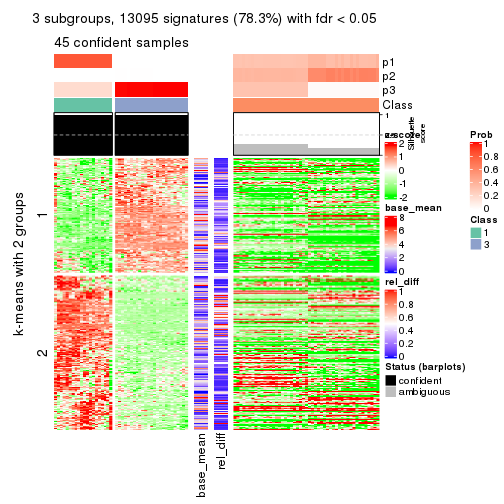 3 subgroups, 13095 signatures (78.3%) with fdr < 0.05
45 confident samples
p1
p2
p3
Class
1
Silhouette
score
z-score
2
1
0
-1
-2
base_mean
8
6
4
2
0
rel_diff
1
0.8
0.6
0.4
0.2
0
Status (barplots)
confident
ambiguous
Prob
1
0.8
0.6
0.4
0.2
0
Class
1
3
k-means with 2 groups
1
2
base_mean
rel_diff